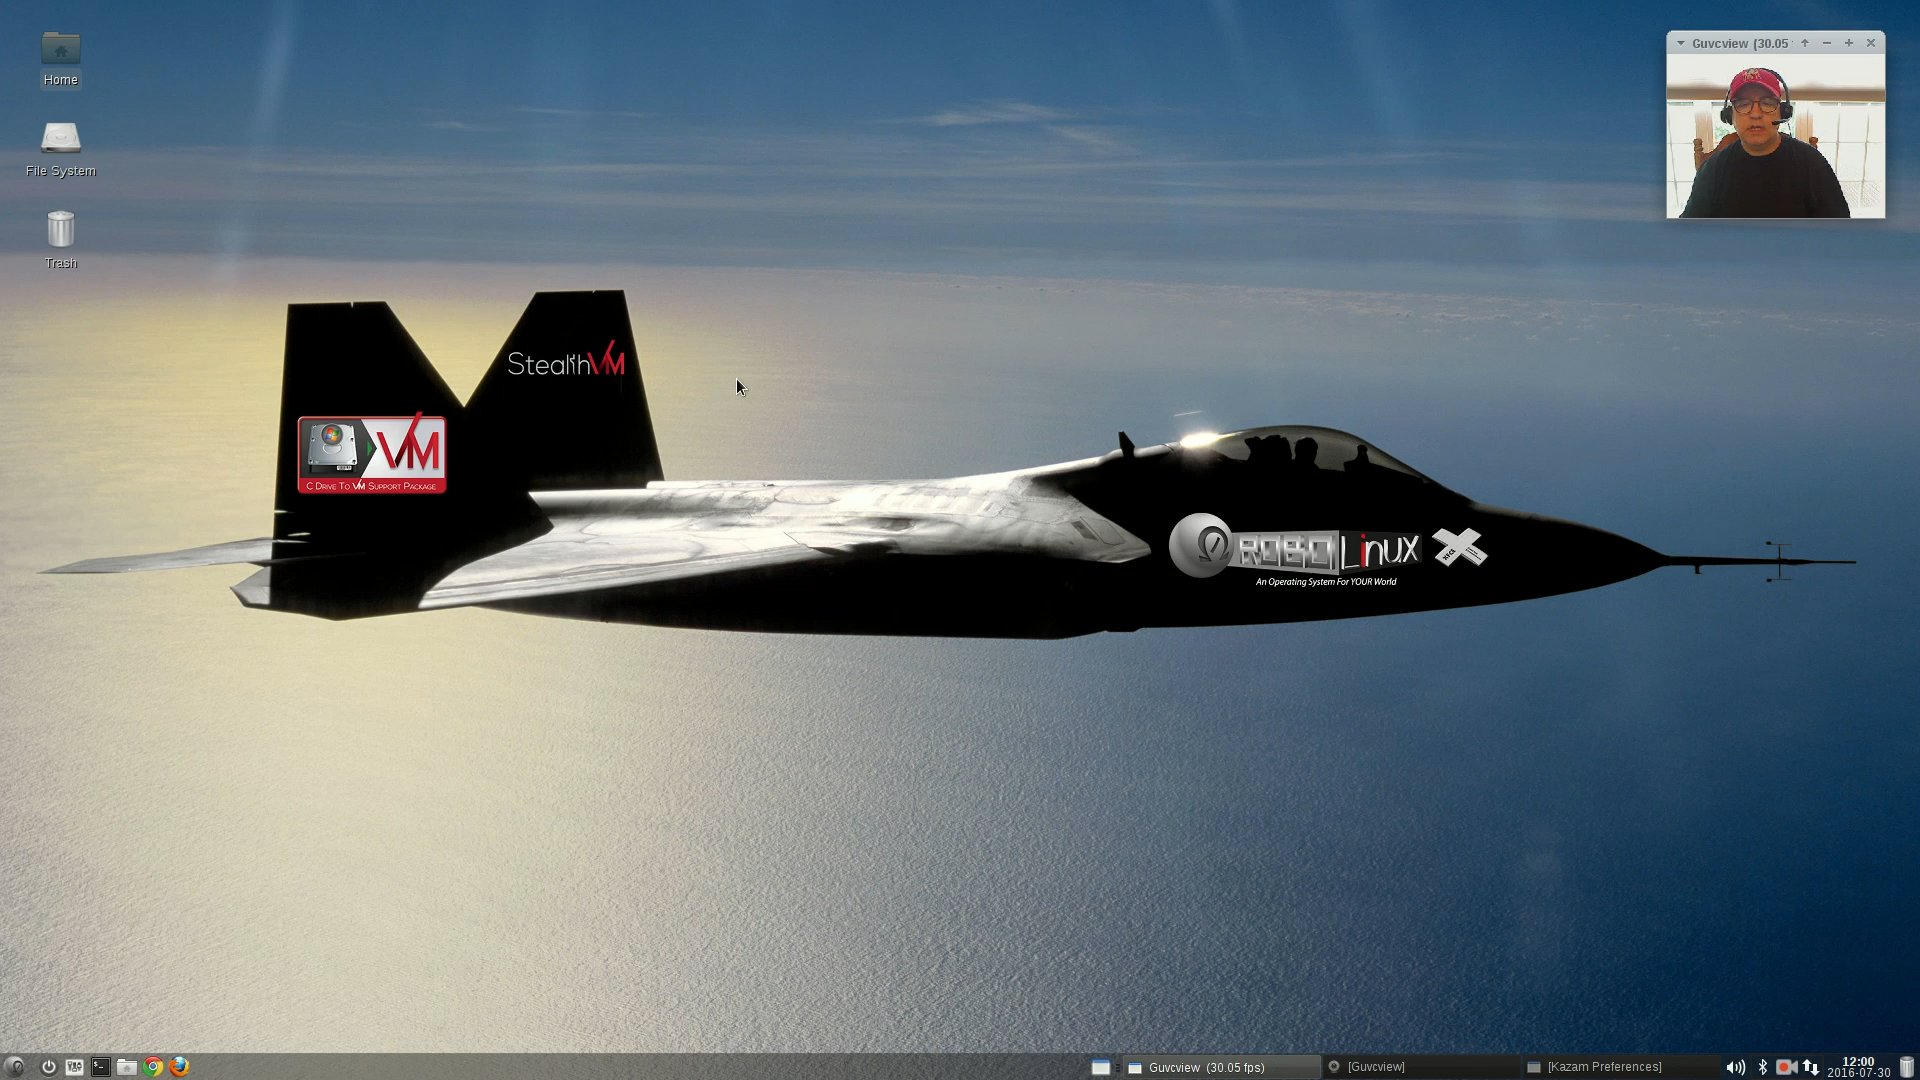 Home
File System
Trash
Guvcview (30.05
StealthVM
VM
C Drive To VM Support Package
ROBOLinux
XFCE
An Operating System For YOUR World
Guvcview (30.05 fps)
[Guvcview]
[Kazam Preferences]
12:00
2016-07-30